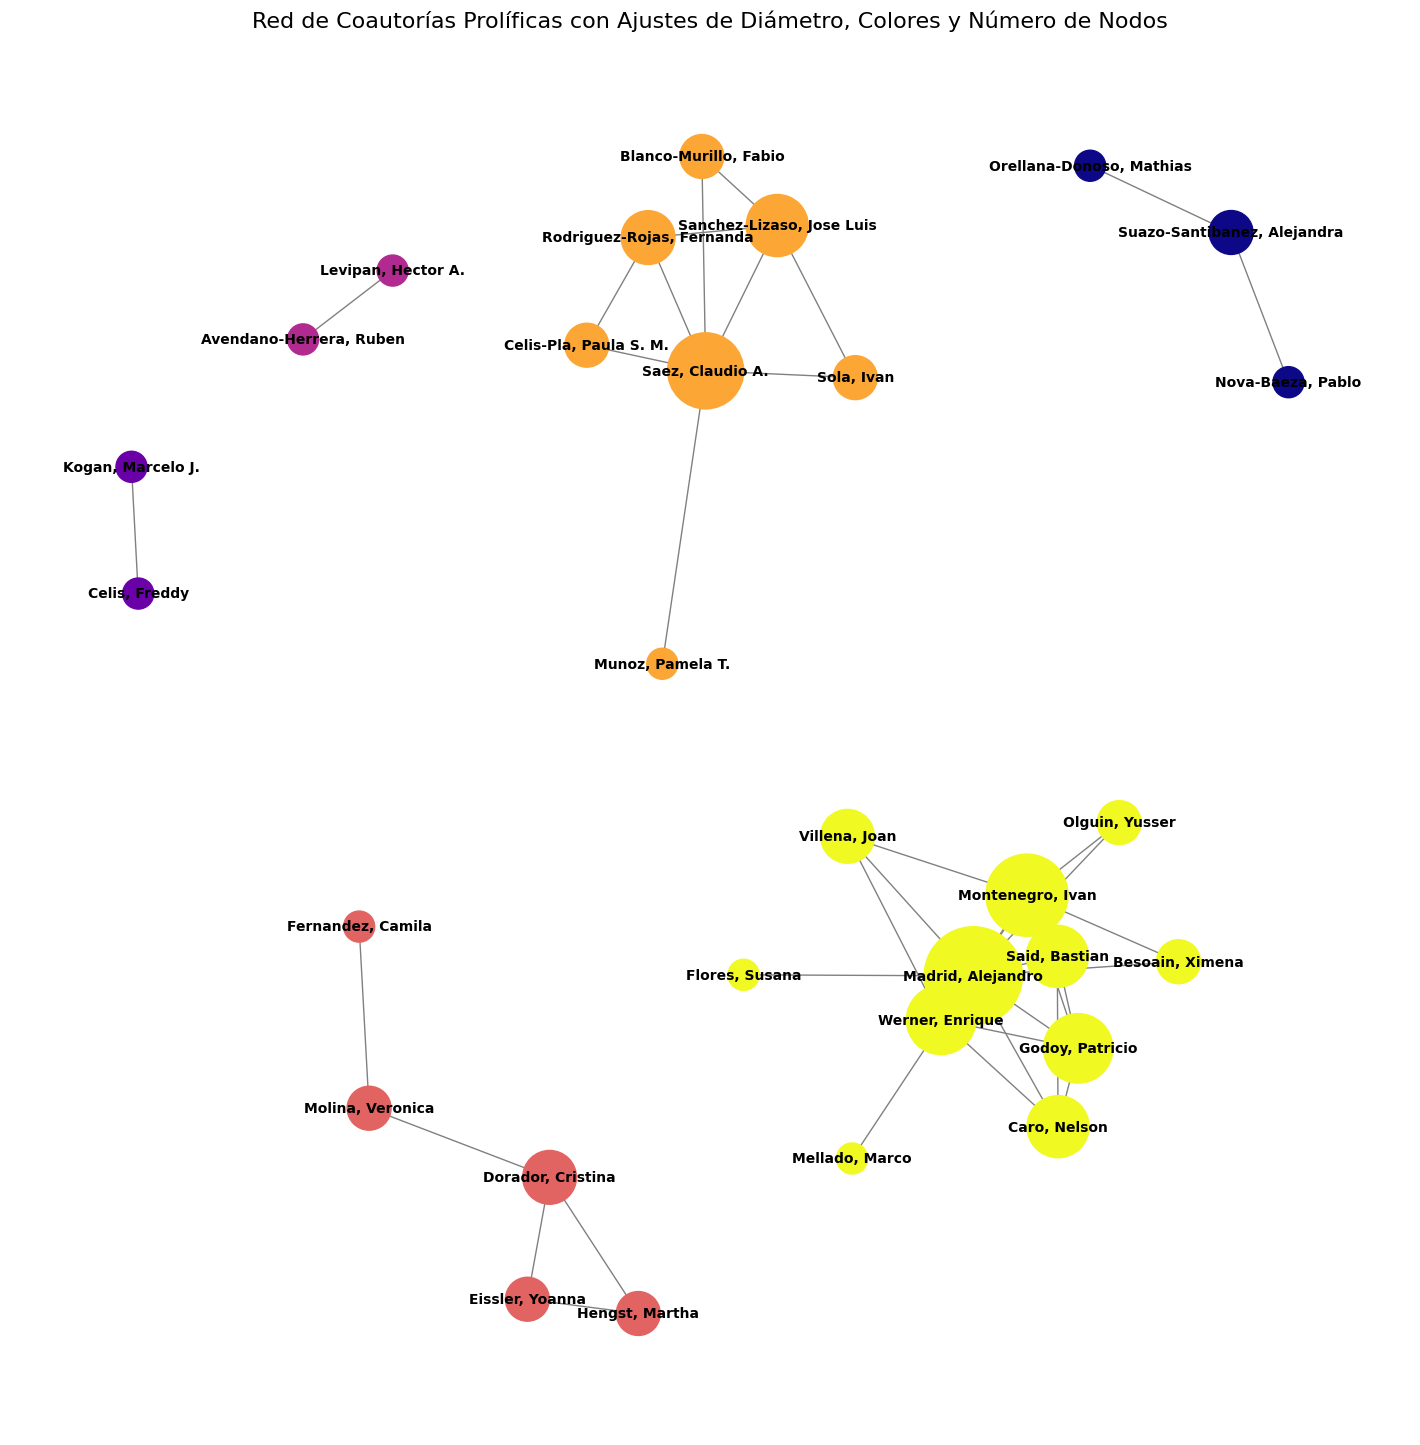 Red de Coautorías Prolíficas con Ajustes de Diámetro, Colores y Número de Nodos
Blanco-Murillo, Fabio
Orellana-Donoso, Mathias
Sanchez-Lizaso, Jose Luis
Suazo-Santibanez, Alejandra
Rodriguez-Rojas, Fernanda
Levipan, Hector A.
Avendano-Herrera, Ruben
Celis-Pla, Paula S. M.
Saez, Claudio A.
Sola, Ivan
Nova-Baeza, Pablo
Kogan, Marcelo J.
Celis, Freddy
Munoz, Pamela T.
Olguin, Yusser
Villena, Joan
Montenegro, Ivan
Fernandez, Camila
Said, Bastian
Besoain, Ximena
Flores, Susana
Madrid, Alejandro
Werner, Enrique
Godoy, Patricio
Molina, Veronica
Caro, Nelson
Mellado, Marco
Dorador, Cristina
Eissler, Yoanna
Hengst, Martha